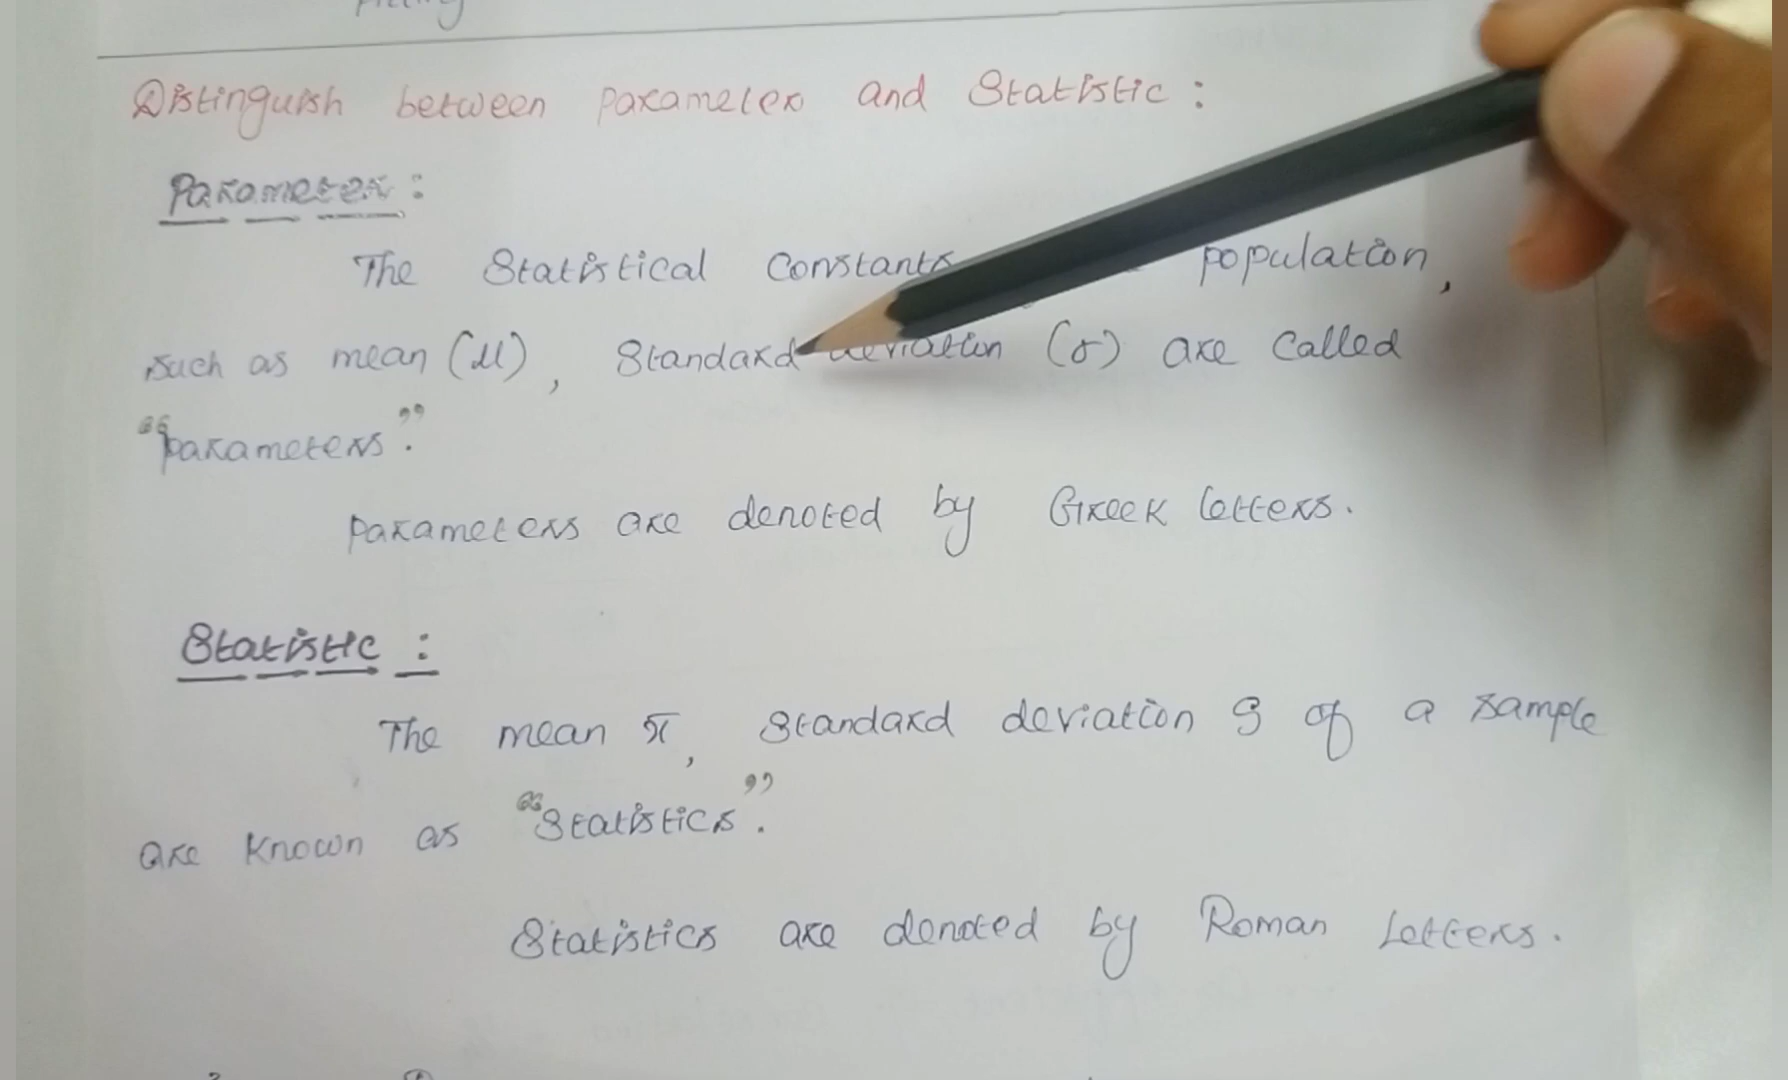 Distinguish between parameter and Statistic :
Parameter :
The Statistical Constants population,
such as mean (μ), Standard deviation (σ) are called
“parameters”.
parameters are denoted by Greek letters.
Statistic :
The mean x̄, Standard deviation S of a sample
are known as “Statistics”.
Statistics are denoted by Roman Letters.